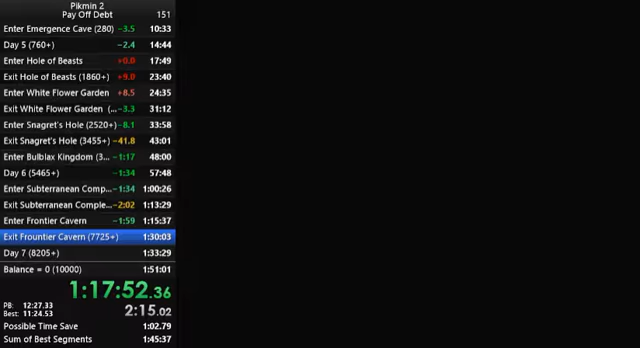 Pikmin 2
Pay Off Debt 151
Enter Emergence Cave (280) -3.5 10:33
Day 5 (760+) -2.4 14:44
Enter Hole of Beasts +0.0 17:49
Exit Hole of Beasts (1860+) +9.0 23:40
Enter White Flower Garden +8.5 24:35
Exit White Flower Garden (... -3.3 31:12
Enter Snagret's Hole (2520+) -8.1 33:58
Exit Snagret's Hole (3455+) -41.8 43:01
Enter Bulblax Kingdom (3... -1:17 48:00
Day 6 (5465+) -1:34 57:48
Enter Subterranean Comp... -1:34 1:00:26
Exit Subterranean Comple... -2:02 1:13:29
Enter Frontier Cavern -1:59 1:15:37
Exit Frountier Cavern (7725+) 1:30:03
Day 7 (8205+) 1:33:29
Balance = 0 (10000) 1:51:01
1:17:52.36
PB: 12:27.33
Best: 11:24.53
2:15.02
Possible Time Save 1:02.79
Sum of Best Segments 1:45:37